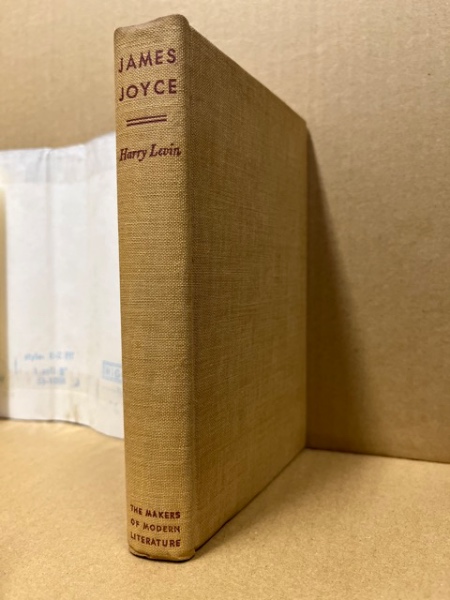 JAMES
JOYCE
Harry Levin
THE MAKERS
OF MODERN
LITERATURE